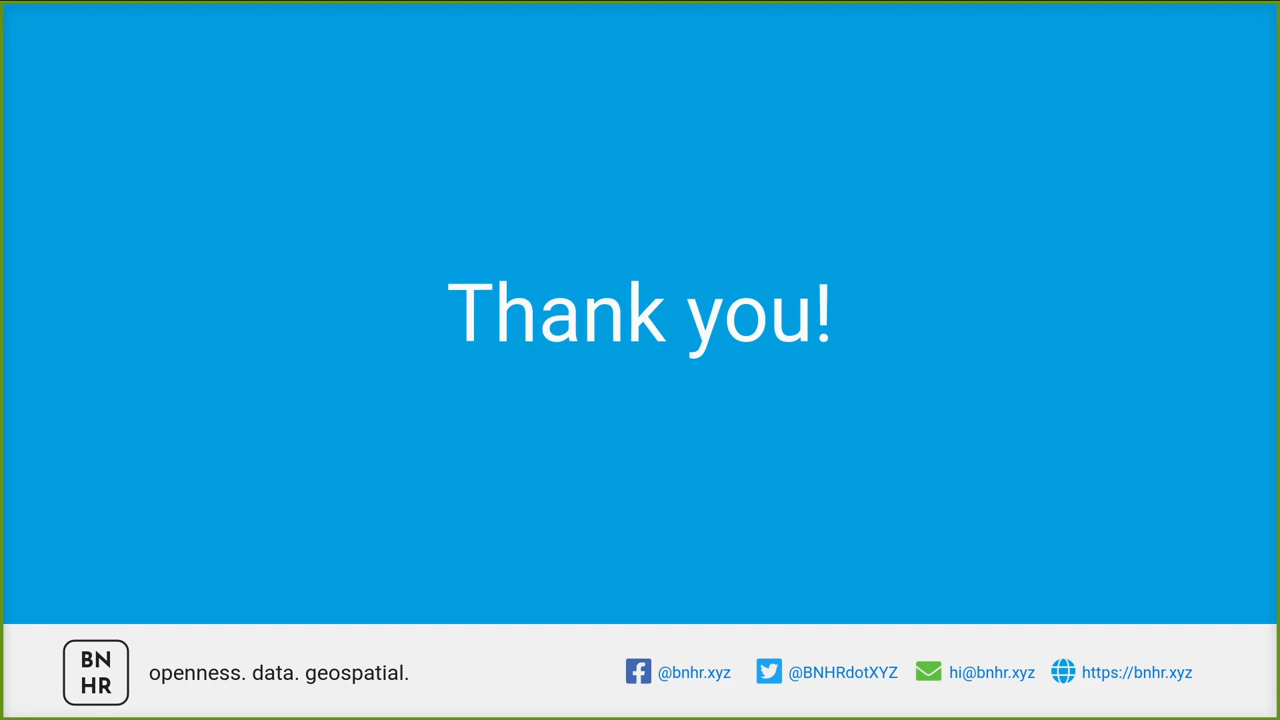 Thank you!
BN
HR
openness. data. geospatial.
@bnhr.xyz
@BNHRdotXYZ
hi@bnhr.xyz
https://bnhr.xyz